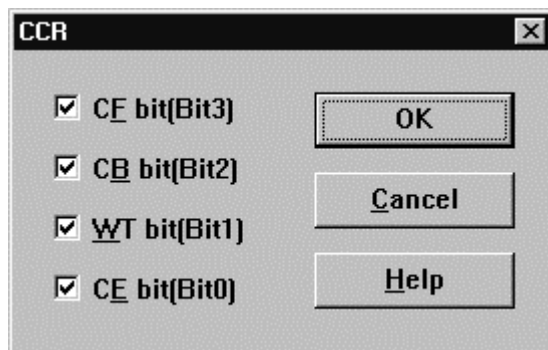 CCR
CF bit(Bit3)
CB bit(Bit2)
WT bit(Bit1)
CE bit(Bit0)
OK
Cancel
Help